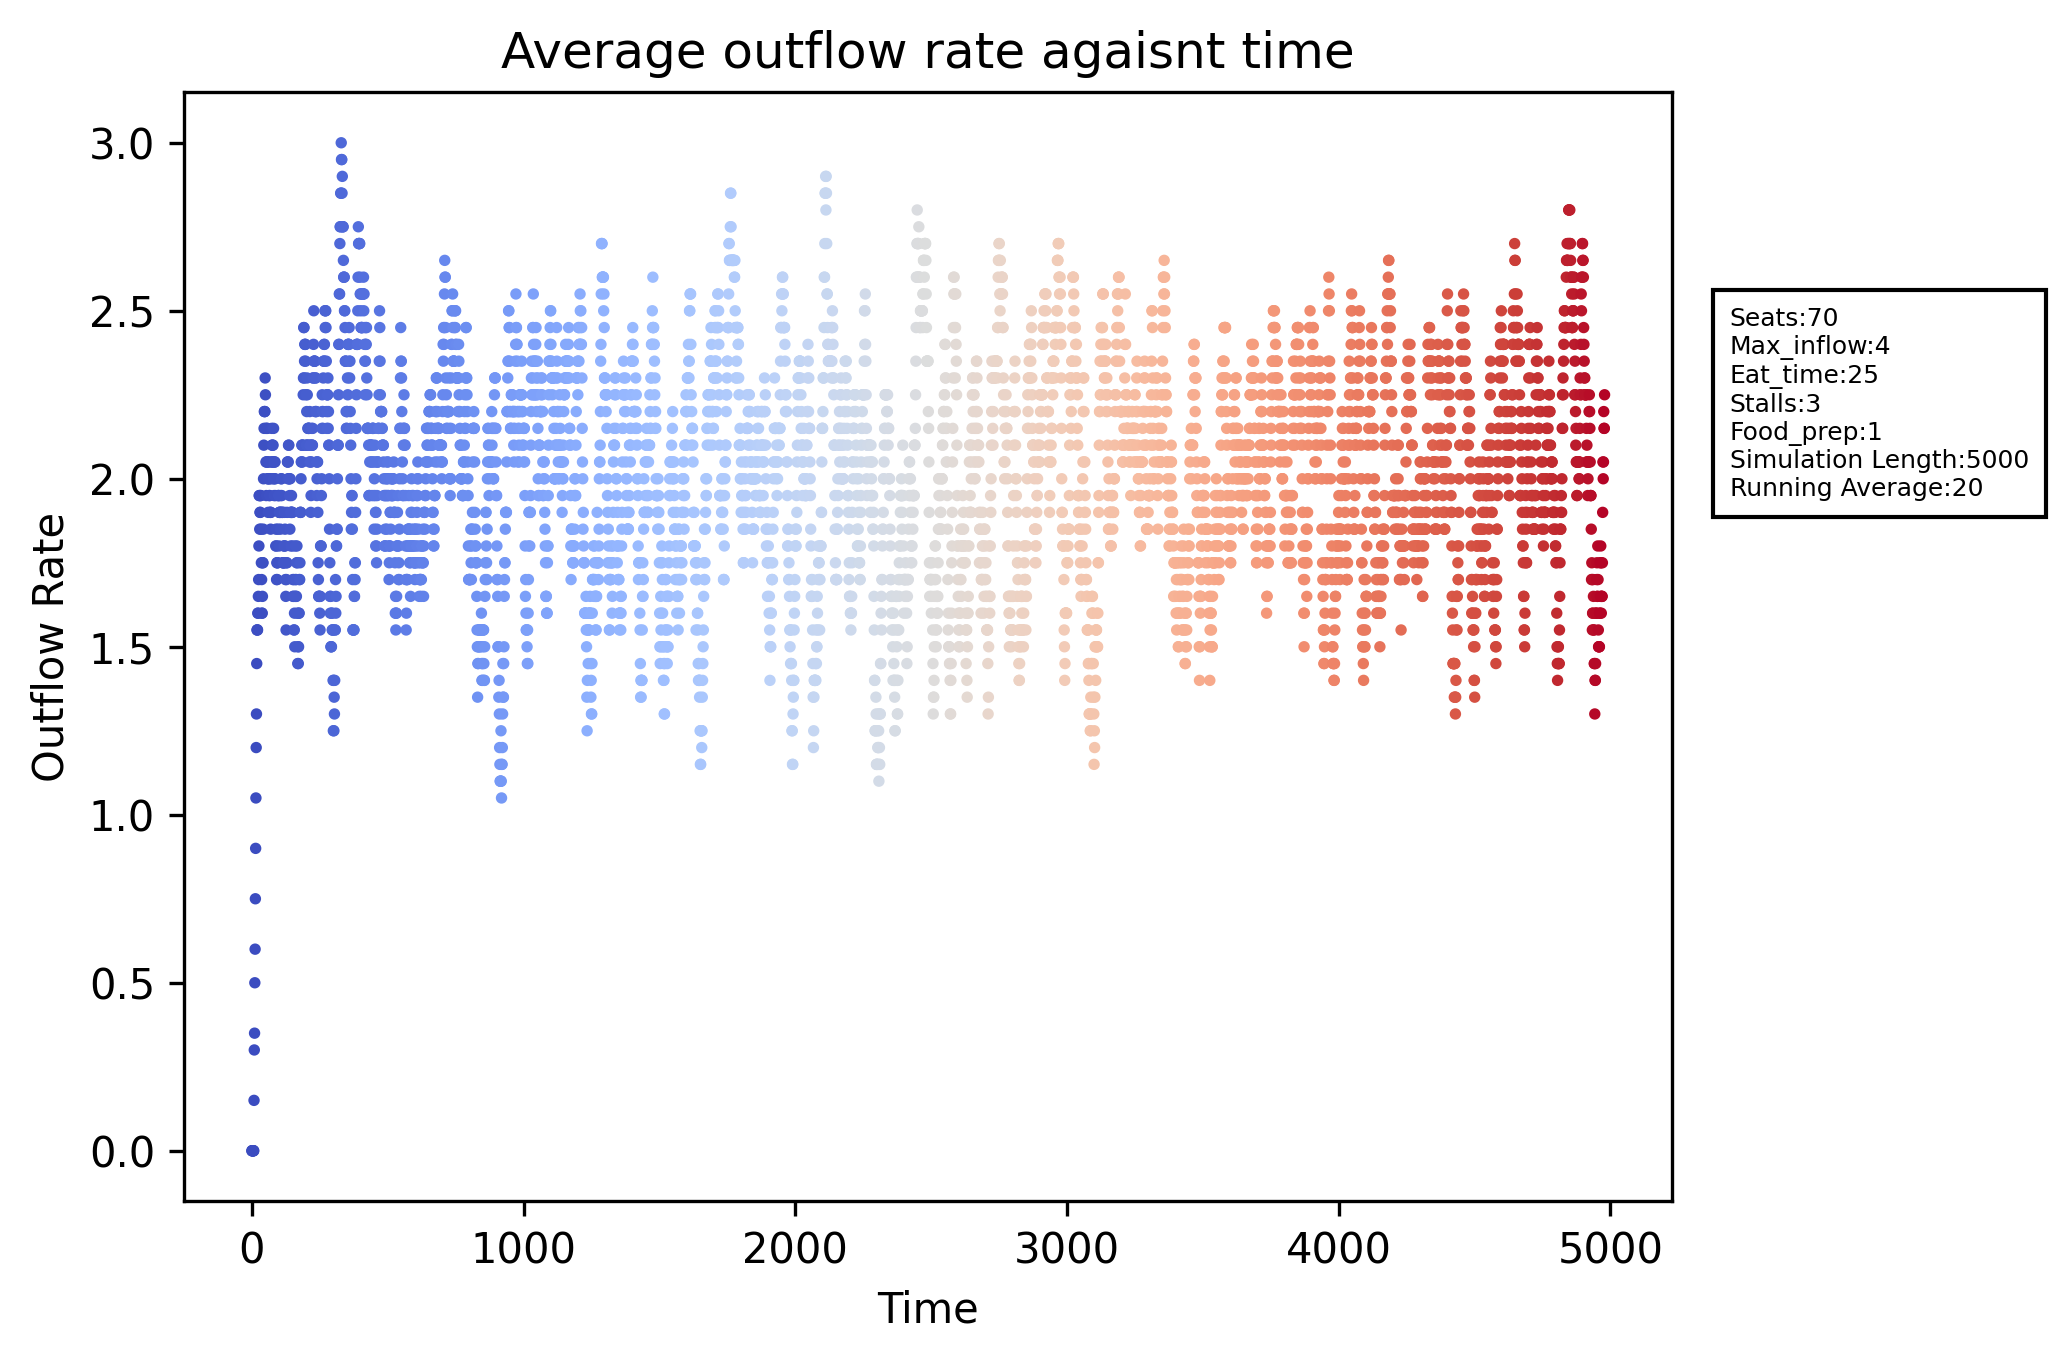 Average outflow rate agaisnt time
Outflow Rate
3.0
2.5
2.0
1.5
1.0
0.5
0.0
0 1000 2000 3000 4000 5000
Time
Seats:70
Max_inflow:4
Eat_time:25
Stalls:3
Food_prep:1
Simulation Length:5000
Running Average:20